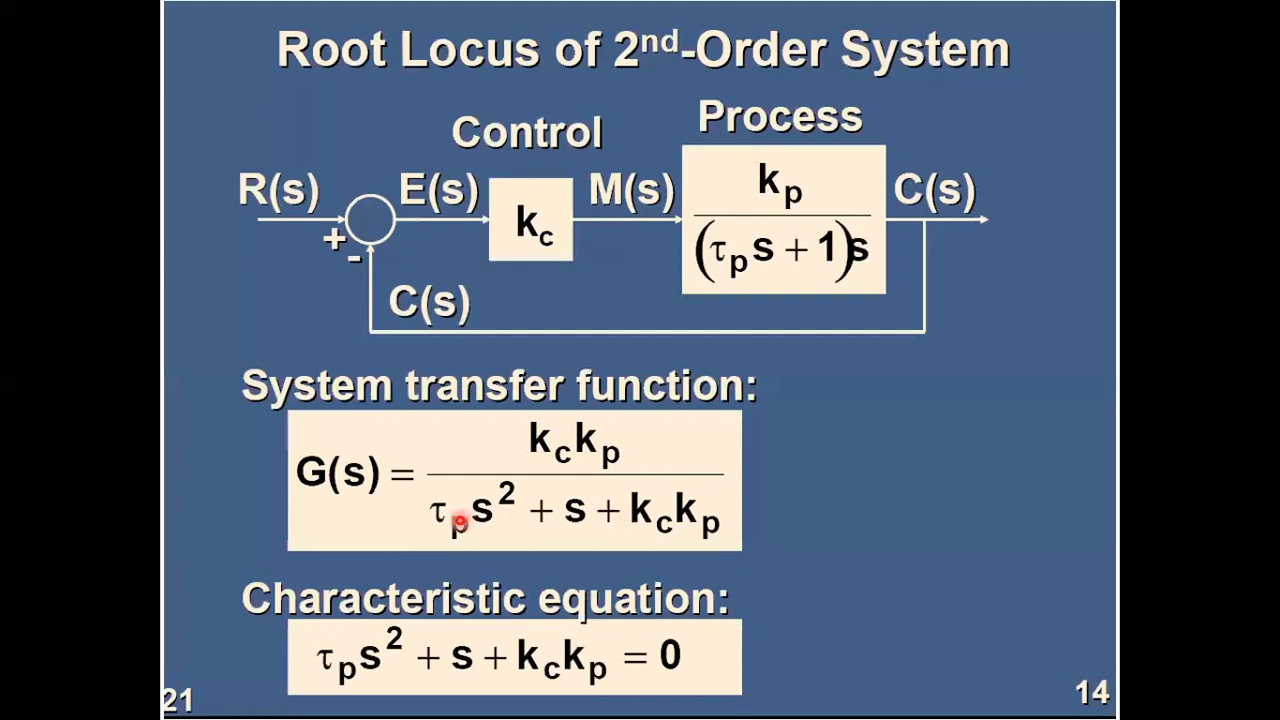 Root Locus of 2nd-Order System
Control
Process
R(s)
E(s)
kc
M(s)
kp
(τps + 1)s
C(s)
+
-
C(s)
System transfer function:
G(s) = kckp / τps² + s + kckp
Characteristic equation:
τps² + s + kckp = 0
21
14